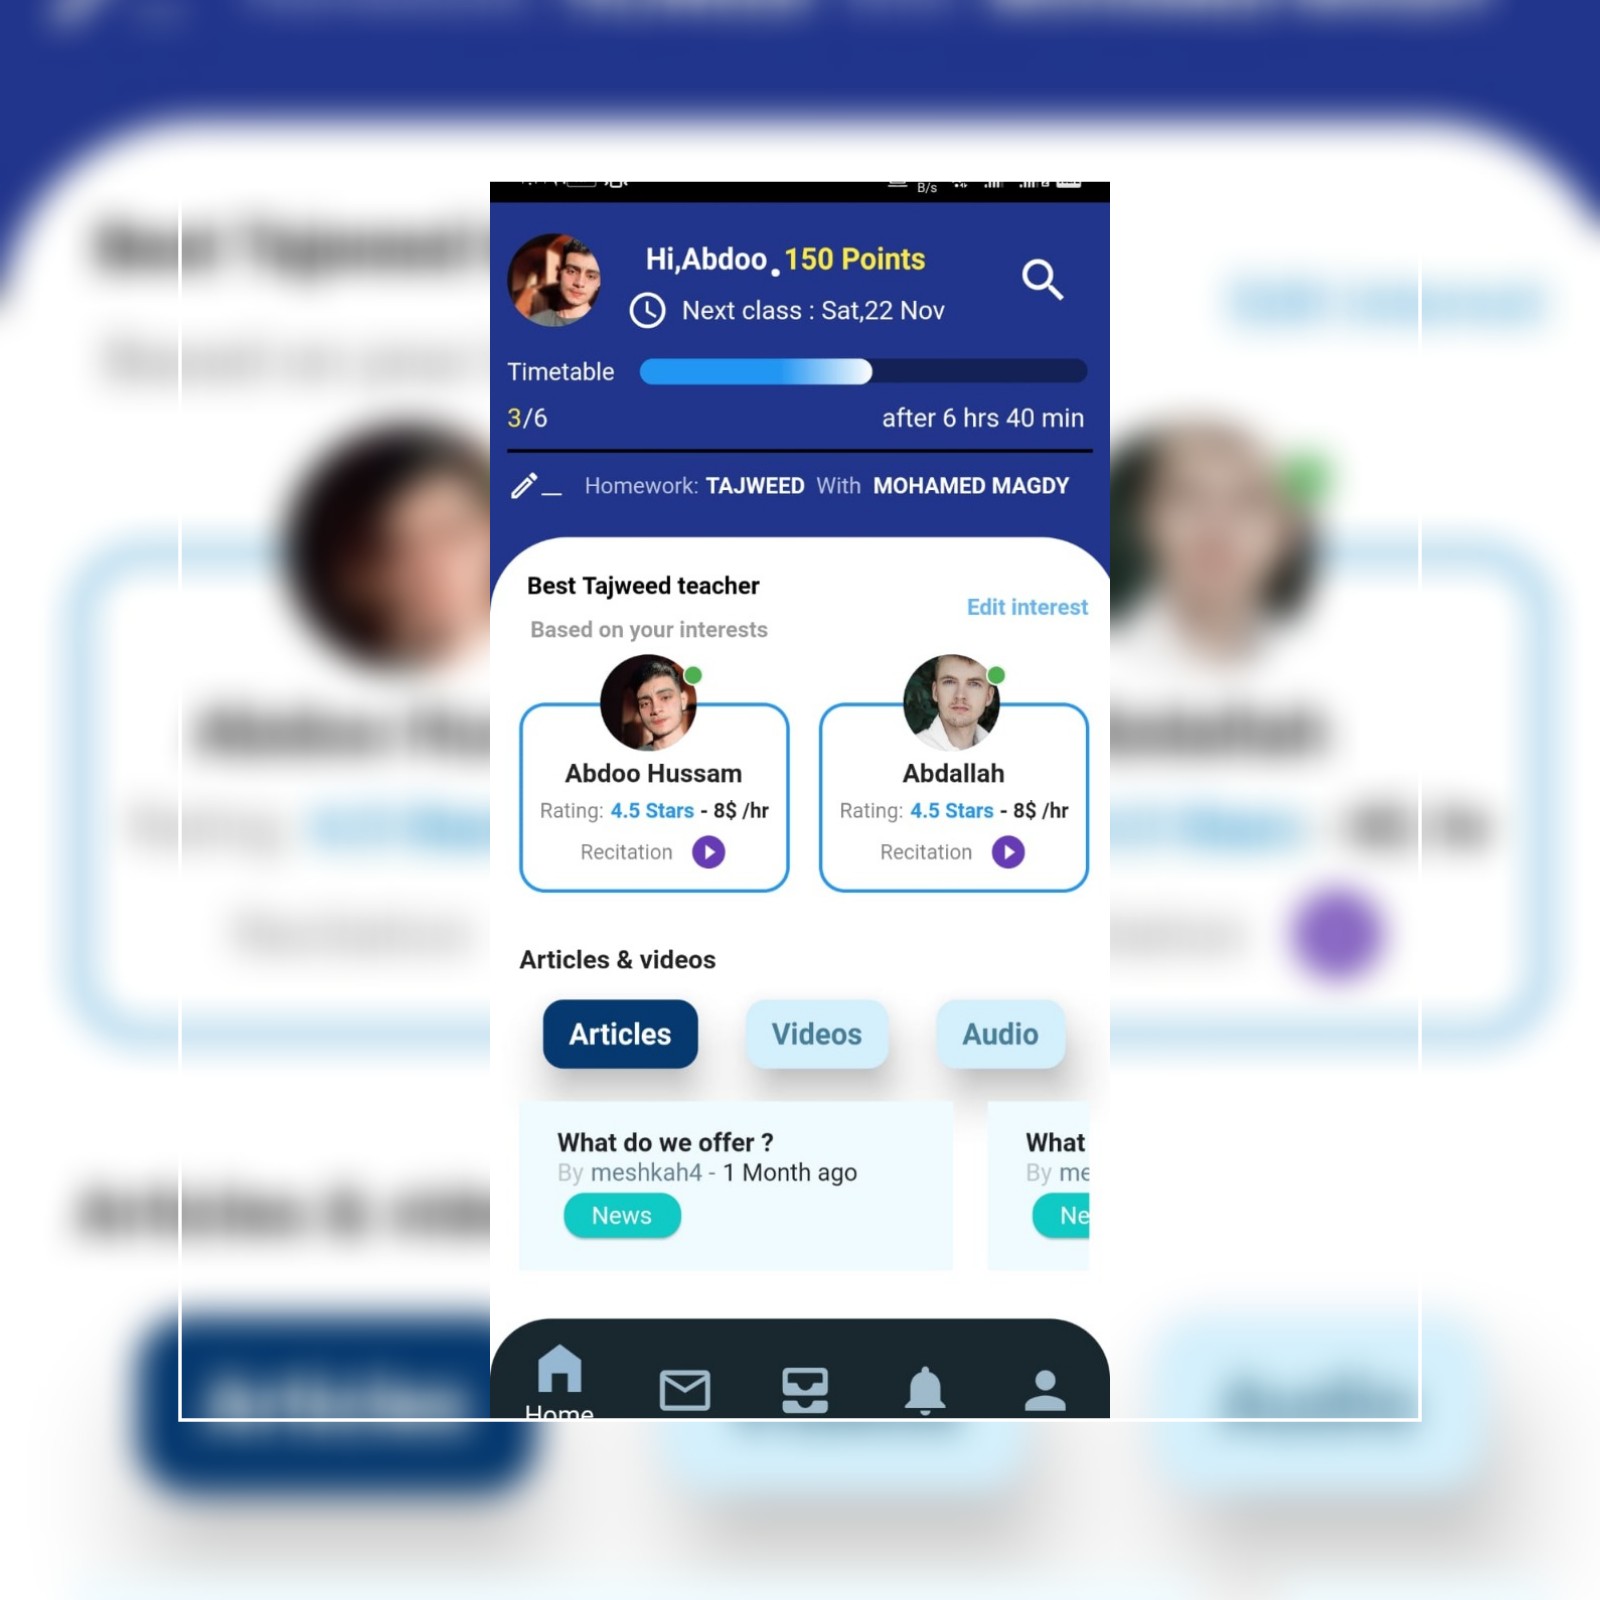 B/s
Hi,Abdoo.150 Points
Next class : Sat,22 Nov
Timetable
3/6
after 6 hrs 40 min
Homework: TAJWEED With MOHAMED MAGDY
Best Tajweed teacher
Edit interest
Based on your interests
Abdoo Hussam
Rating: 4.5 Stars - 8$ /hr
Recitation
Abdallah
Rating: 4.5 Stars - 8$ /hr
Recitation
Articles & videos
Articles
Videos
Audio
What do we offer ?
By meshkah4 - 1 Month ago
News
What
By me
Ne
Home